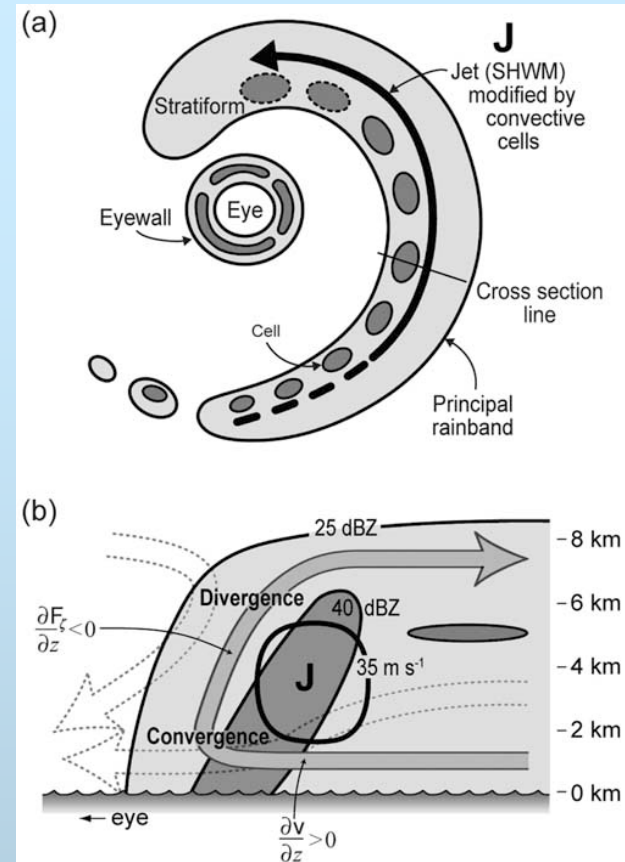 (a)
J
Jet (SHWM)
modified by
convective
cells
Stratiform
Eyewall
Eye
Cross section
line
Cell
Principal
rainband
(b)
25 dBZ
8 km
Divergence
40 dBZ
6 km
∂Fζ/∂z<0
J
35 m s⁻¹
4 km
Convergence
2 km
0 km
← eye
∂v/∂z>0